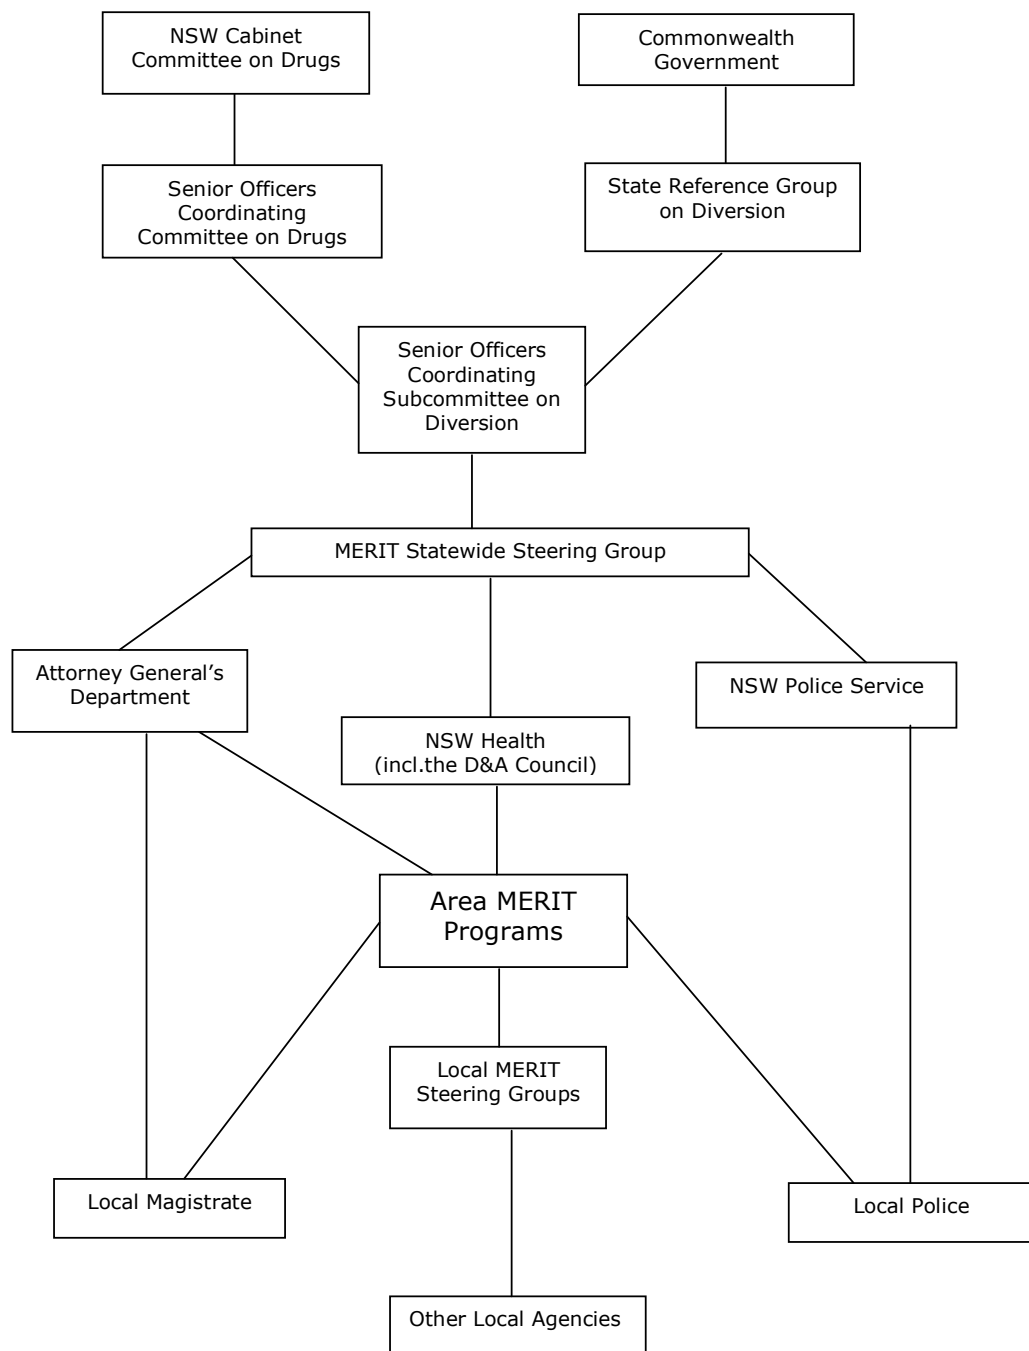 NSW Cabinet
Committee on Drugs
Commonwealth
Government
Senior Officers
Coordinating
Committee on Drugs
State Reference Group
on Diversion
Senior Officers
Coordinating
Subcommittee on
Diversion
MERIT Statewide Steering Group
Attorney General’s
Department
NSW Police Service
NSW Health
(incl.the D&A Council)
Area MERIT
Programs
Local MERIT
Steering Groups
Local Magistrate
Local Police
Other Local Agencies